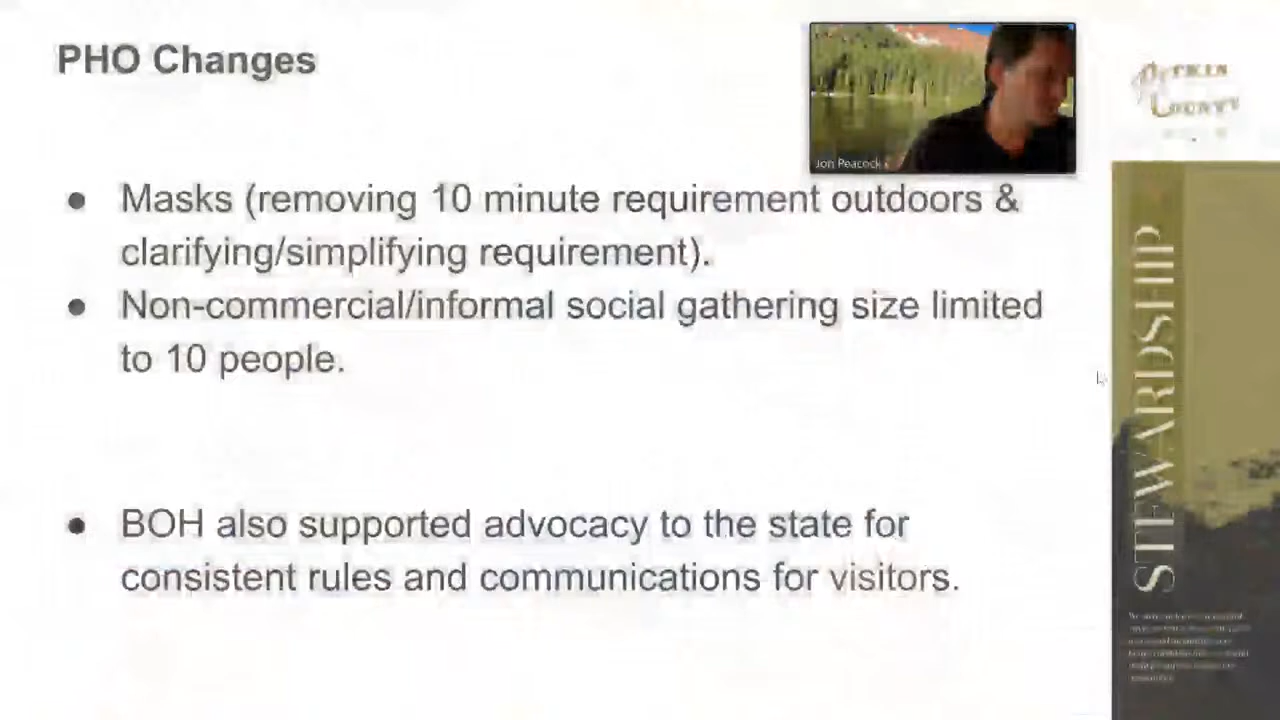 PHO Changes
Jon Peacock
PITKIN
COUNTY
Masks (removing 10 minute requirement outdoors &
clarifying/simplifying requirement).
Non-commercial/informal social gathering size limited
to 10 people.
BOH also supported advocacy to the state for
consistent rules and communications for visitors.
STEWARDSHIP